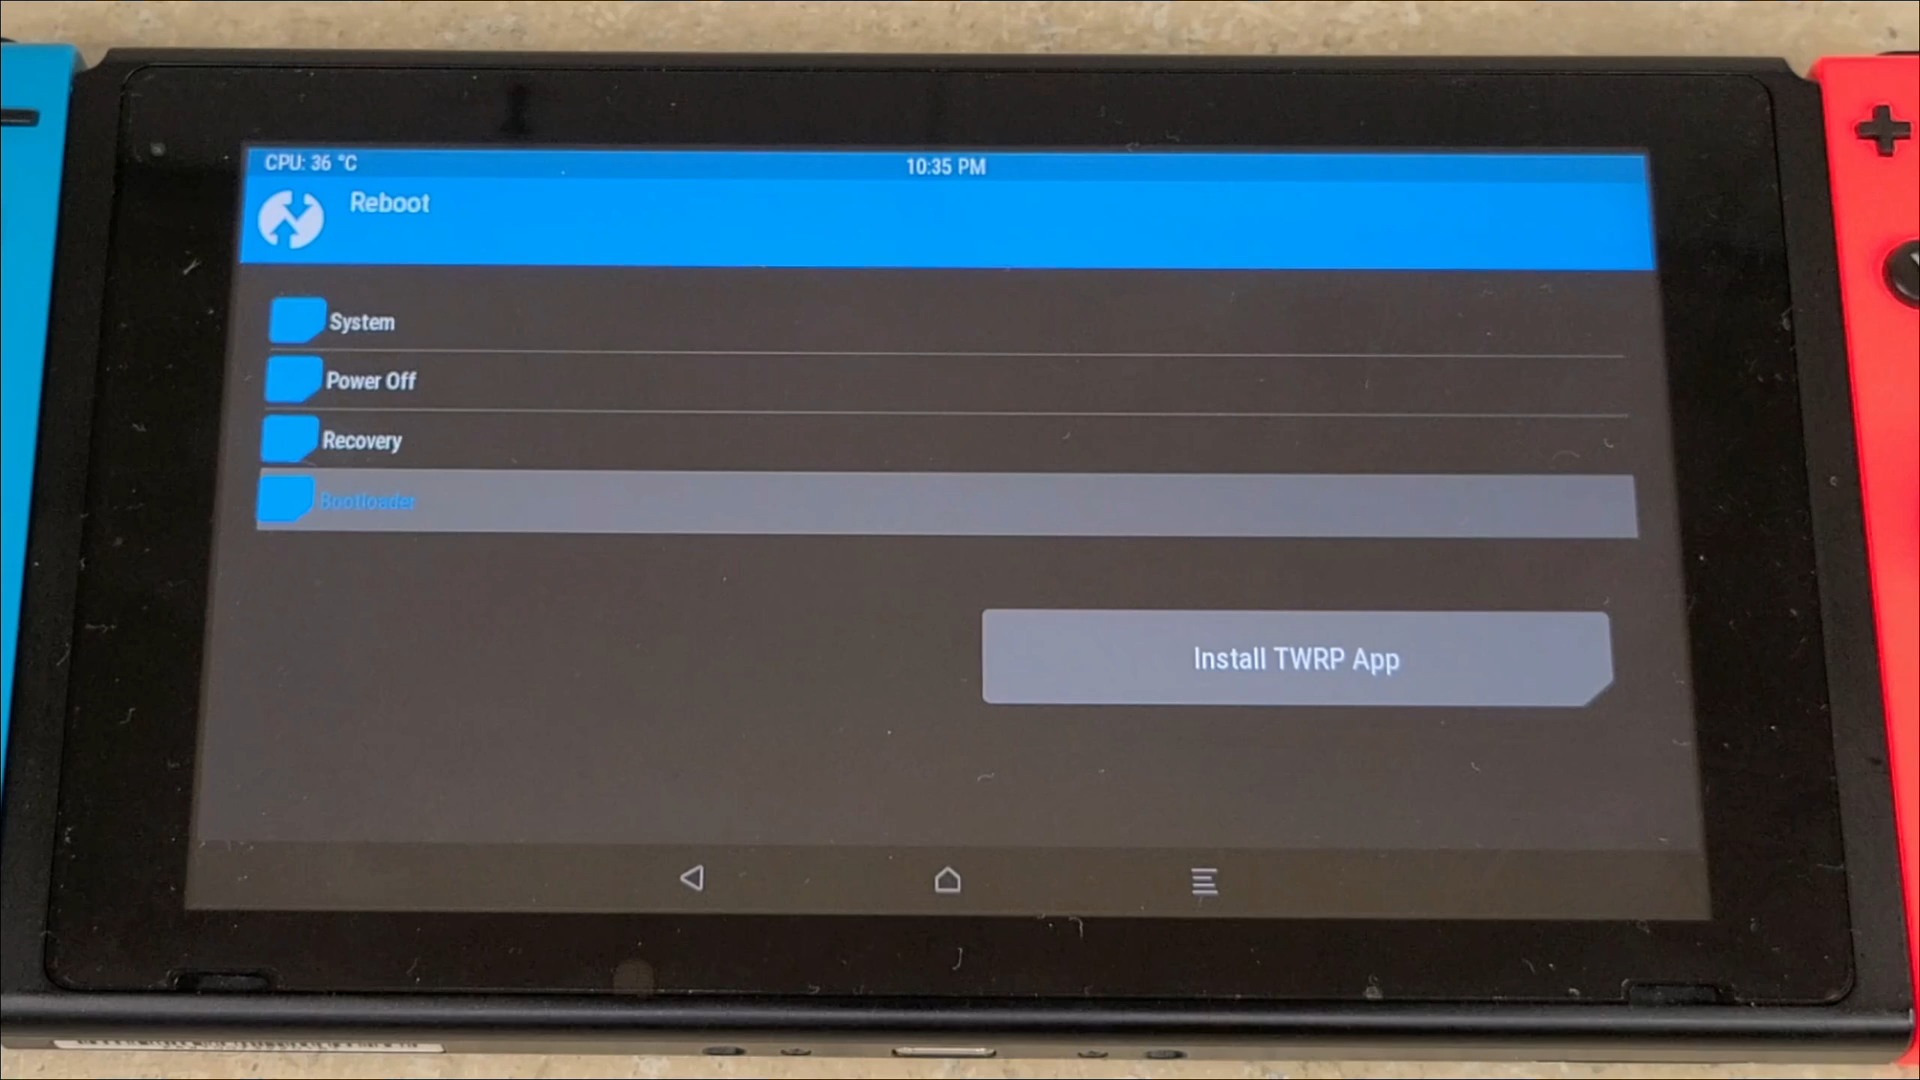 CPU: 36 °C
10:35 PM
Reboot
System
Power Off
Recovery
Bootloader
Install TWRP App